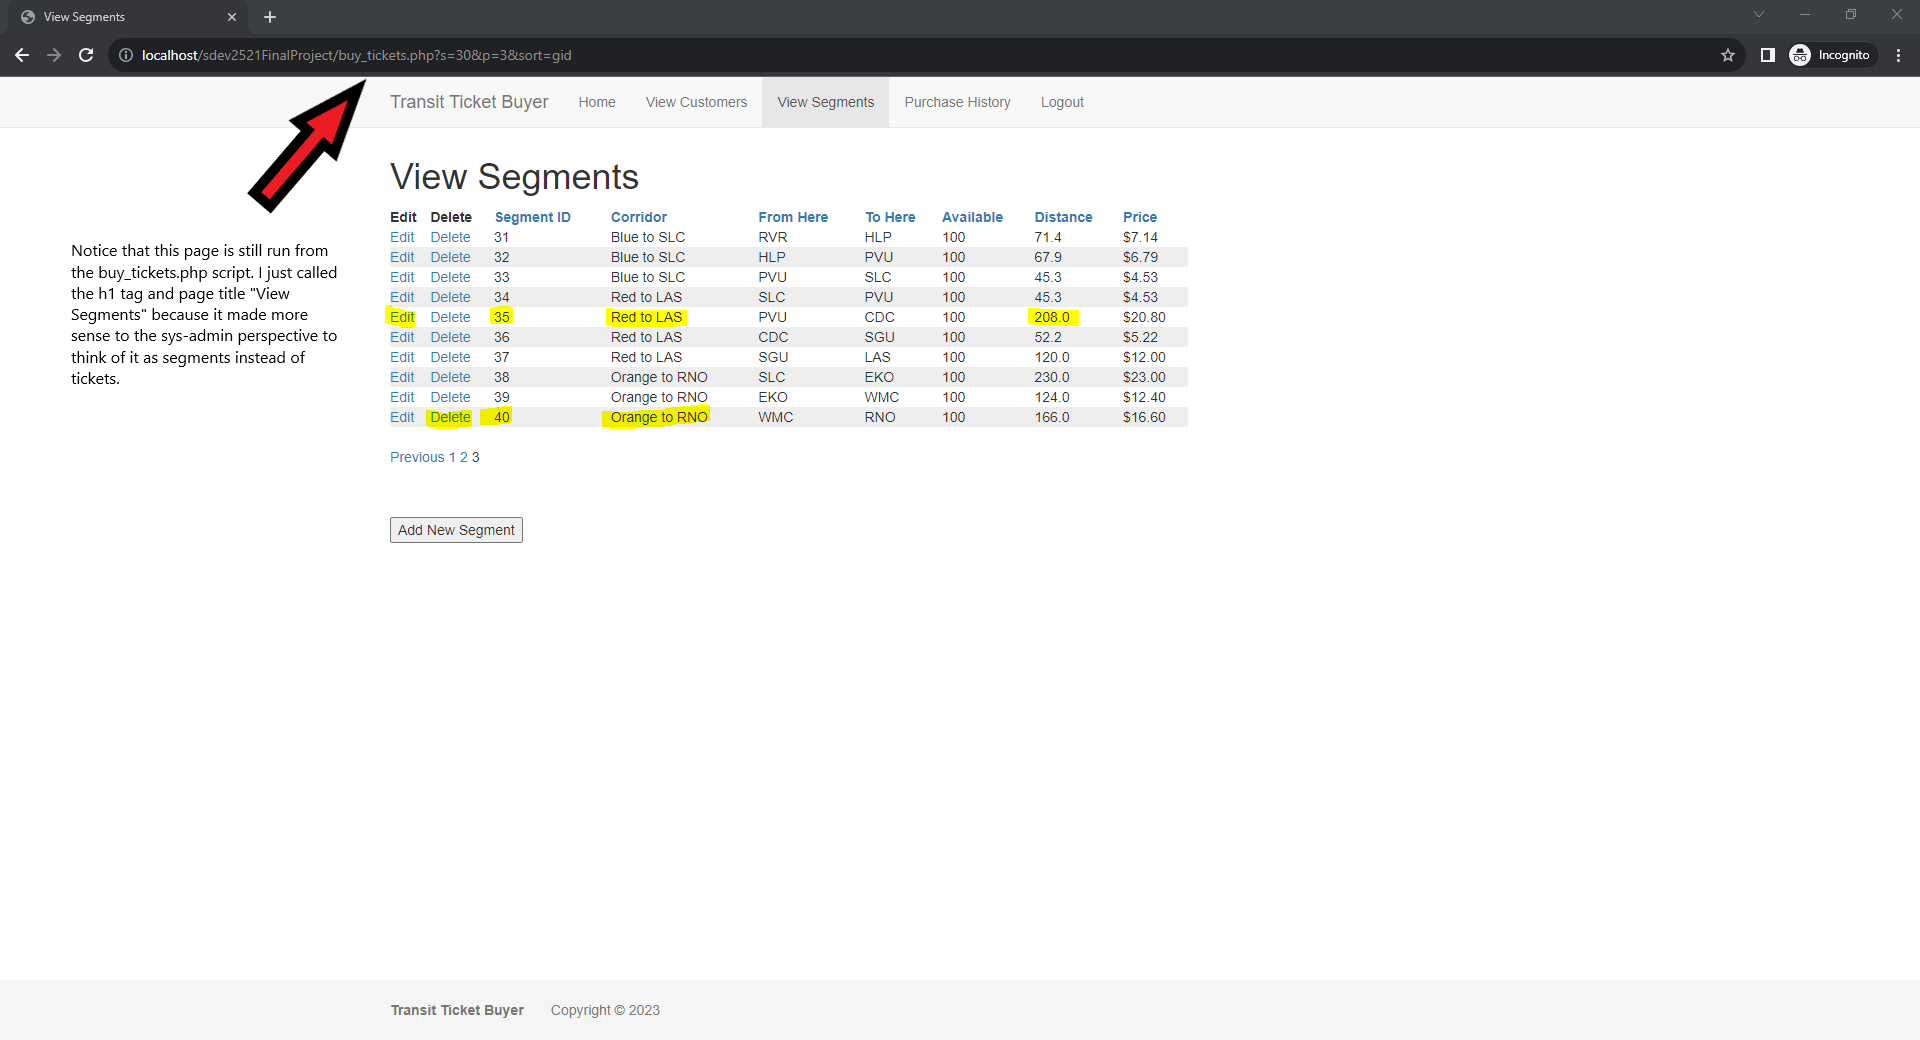 View Segments
localhost/sdev2521FinalProject/buy_tickets.php?s=30&p=3&sort=gid
Incognito
Transit Ticket Buyer Home View Customers View Segments Purchase History Logout
Notice that this page is still run from
the buy_tickets.php script. I just called
the h1 tag and page title "View
Segments" because it made more
sense to the sys-admin perspective to
think of it as segments instead of
tickets.
View Segments
Edit Delete Segment ID Corridor From Here To Here Available Distance Price
Edit Delete 31 Blue to SLC RVR HLP 100 71.4 $7.14
Edit Delete 32 Blue to SLC HLP PVU 100 67.9 $6.79
Edit Delete 33 Blue to SLC PVU SLC 100 45.3 $4.53
Edit Delete 34 Red to LAS SLC PVU 100 45.3 $4.53
Edit Delete 35 Red to LAS PVU CDC 100 208.0 $20.80
Edit Delete 36 Red to LAS CDC SGU 100 52.2 $5.22
Edit Delete 37 Red to LAS SGU LAS 100 120.0 $12.00
Edit Delete 38 Orange to RNO SLC EKO 100 230.0 $23.00
Edit Delete 39 Orange to RNO EKO WMC 100 124.0 $12.40
Edit Delete 40 Orange to RNO WMC RNO 100 166.0 $16.60
Previous 1 2 3
Add New Segment
Transit Ticket Buyer Copyright © 2023